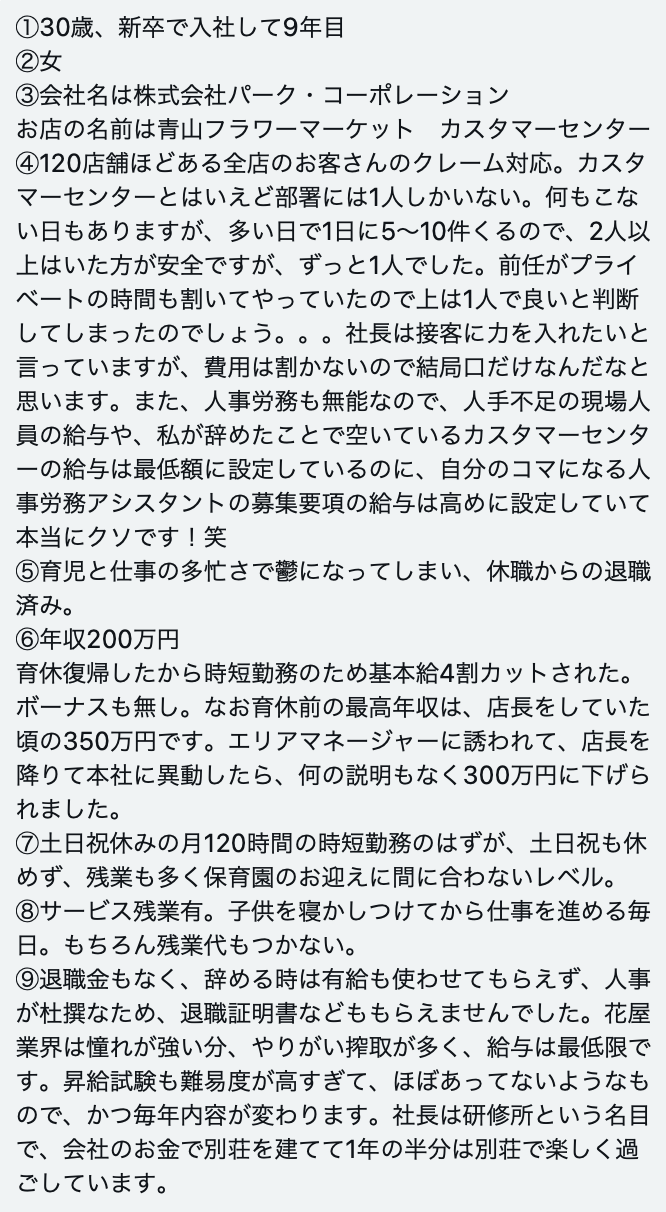 ①30歳、新卒で入社して9年目
②女
③会社名は株式会社パーク・コーポレーション
お店の名前は青山フラワーマーケット　カスタマーセンター
④120店舗ほどある全店のお客さんのクレーム対応。カスタ
マーセンターとはいえど部署には1人しかいない。何もこな
い日もありますが、多い日で1日に5〜10件くるので、2人以
上はいた方が安全ですが、ずっと1人でした。前任がプライ
ベートの時間も割いてやっていたので上は1人で良いと判断
してしまったのでしょう。。。社長は接客に力を入れたいと
言っていますが、費用は割かないので結局口だけなんだなと
思います。また、人事労務も無能なので、人手不足の現場人
員の給与や、私が辞めたことで空いているカスタマーセンタ
ーの給与は最低額に設定しているのに、自分のコマになる人
事労務アシスタントの募集要項の給与は高めに設定していて
本当にクソです！笑
⑤育児と仕事の多忙さで鬱になってしまい、休職からの退職
済み。
⑥年収200万円
育休復帰したから時短勤務のため基本給4割カットされた。
ボーナスも無し。なお育休前の最高年収は、店長をしていた
頃の350万円です。エリアマネージャーに誘われて、店長を
降りて本社に異動したら、何の説明もなく300万円に下げら
れました。
⑦土日祝休みの月120時間の時短勤務のはずが、土日祝も休
めず、残業も多く保育園のお迎えに間に合わないレベル。
⑧サービス残業有。子供を寝かしつけてから仕事を進める毎
日。もちろん残業代もつかない。
⑨退職金もなく、辞める時は有給も使わせてもらえず、人事
が杜撰なため、退職証明書などももらえませんでした。花屋
業界は憧れが強い分、やりがい搾取が多く、給与は最低限で
す。昇給試験も難易度が高すぎて、ほぼあってないようなも
ので、かつ毎年内容が変わります。社長は研修所という名目
で、会社のお金で別荘を建てて1年の半分は別荘で楽しく過
ごしています。